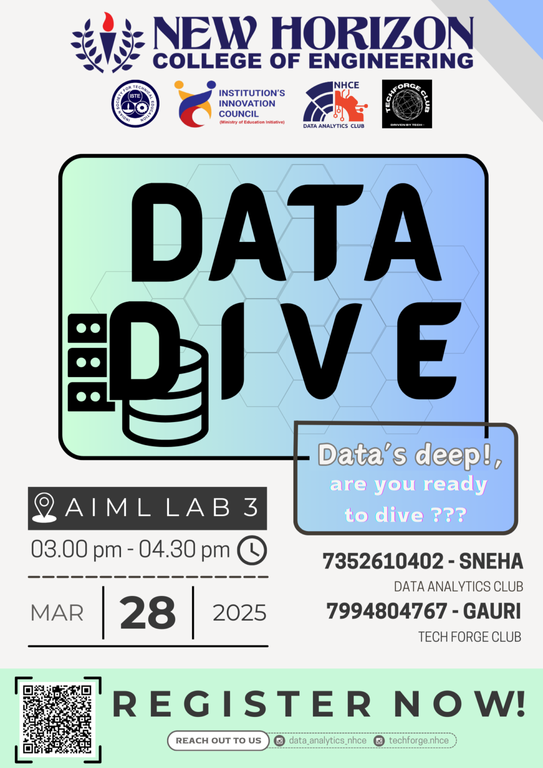 NEW HORIZON
COLLEGE OF ENGINEERING
ISTE
INSTITUTION'S
INNOVATION
COUNCIL
(Ministry of Education Initiative)
NHCE
DATA ANALYTICS CLUB
TECHFORGE CLUB
DATA
DIVE
Data's deep!,
are you ready
to dive ???
AIML LAB 3
03.00 pm - 04.30 pm
MAR 28 2025
7352610402 - SNEHA
DATA ANALYTICS CLUB
7994804767 - GAURI
TECH FORGE CLUB
REGISTER NOW!
REACH OUT TO US data_analytics_nhce techforge.nhce